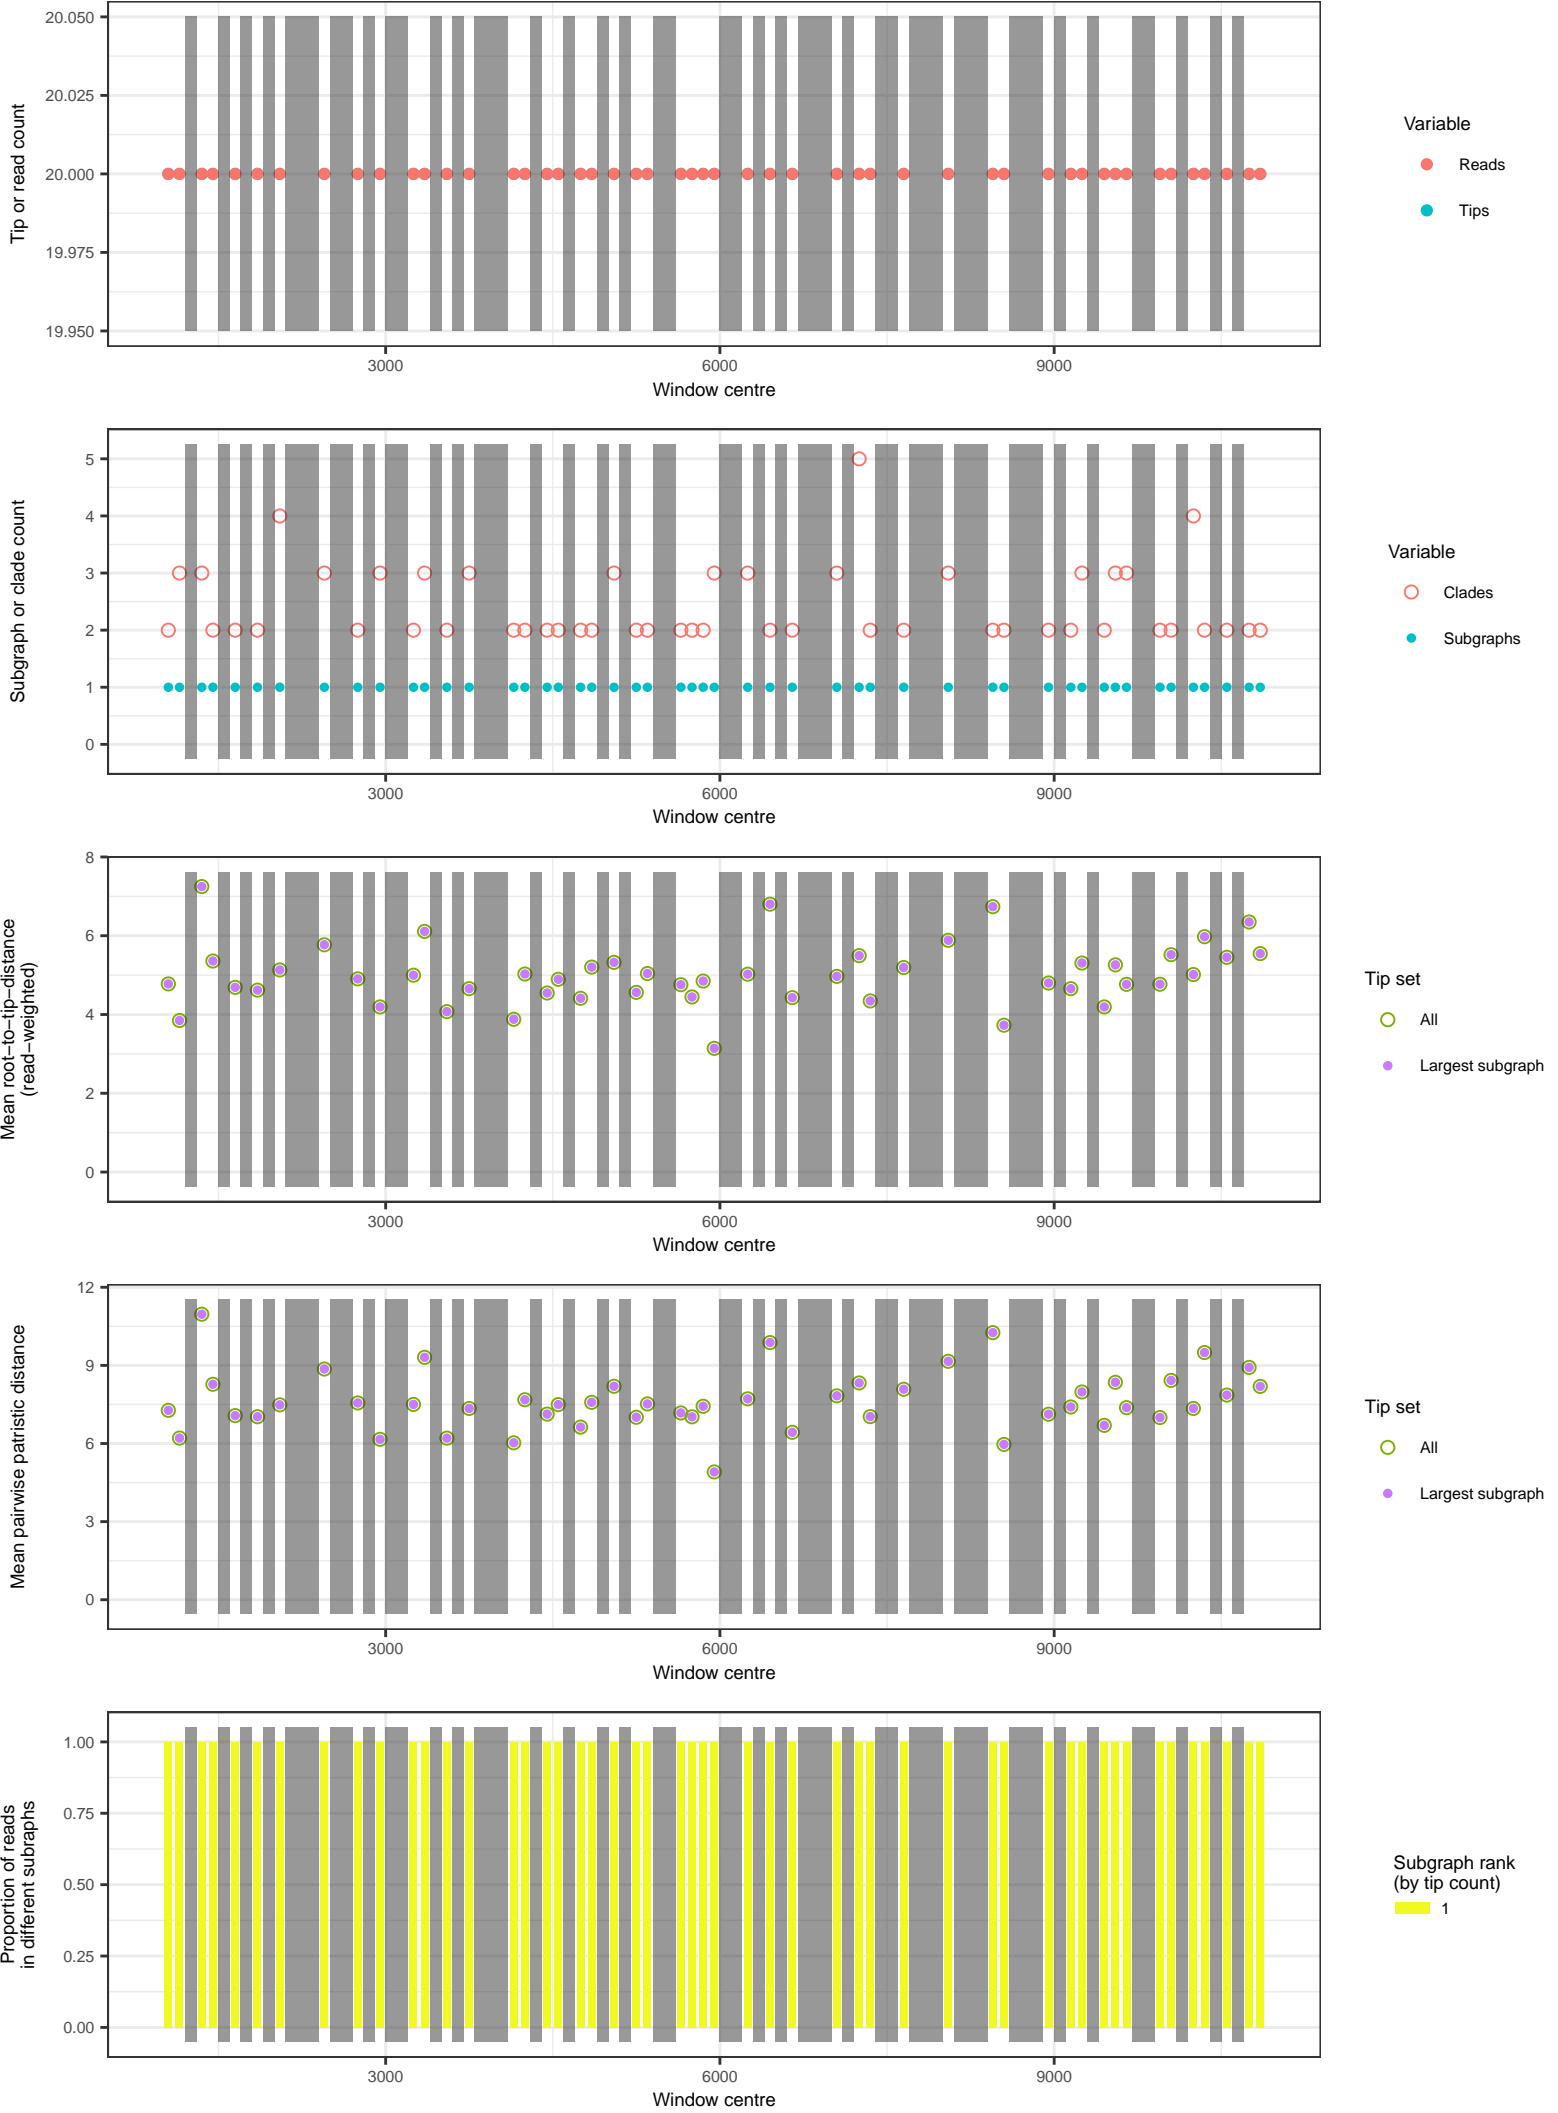 20.050
20.025
20.000
19.975
19.950
Tip or read count
3000 6000 9000
Window centre
Variable
Reads
Tips
5
4
3
2
1
0
Subgraph or clade count
3000 6000 9000
Window centre
Variable
Clades
Subgraphs
8
6
4
2
0
Mean root−to−tip−distance
(read−weighted)
3000 6000 9000
Window centre
Tip set
All
Largest subgraph
12
9
6
3
0
Mean pairwise patristic distance
3000 6000 9000
Window centre
Tip set
All
Largest subgraph
1.00
0.75
0.50
0.25
0.00
Proportion of reads
in different subraphs
3000 6000 9000
Window centre
Subgraph rank
(by tip count)
1